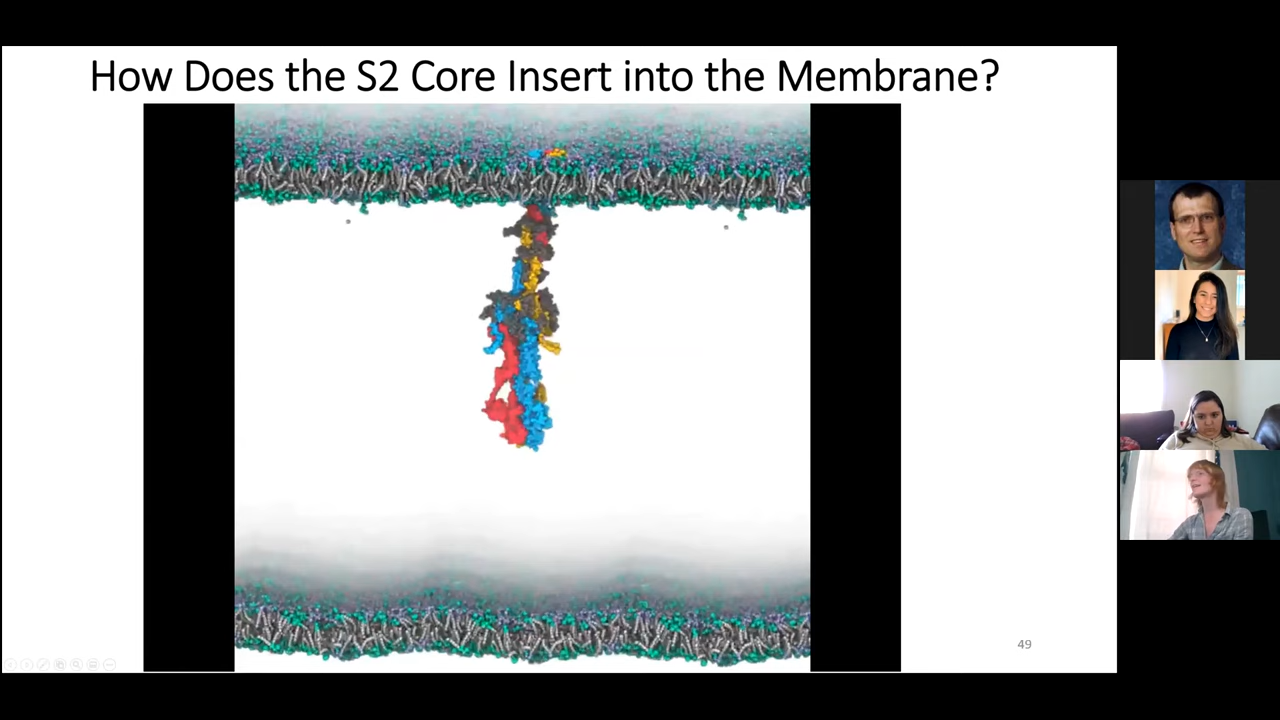 How Does the S2 Core Insert into the Membrane?
49